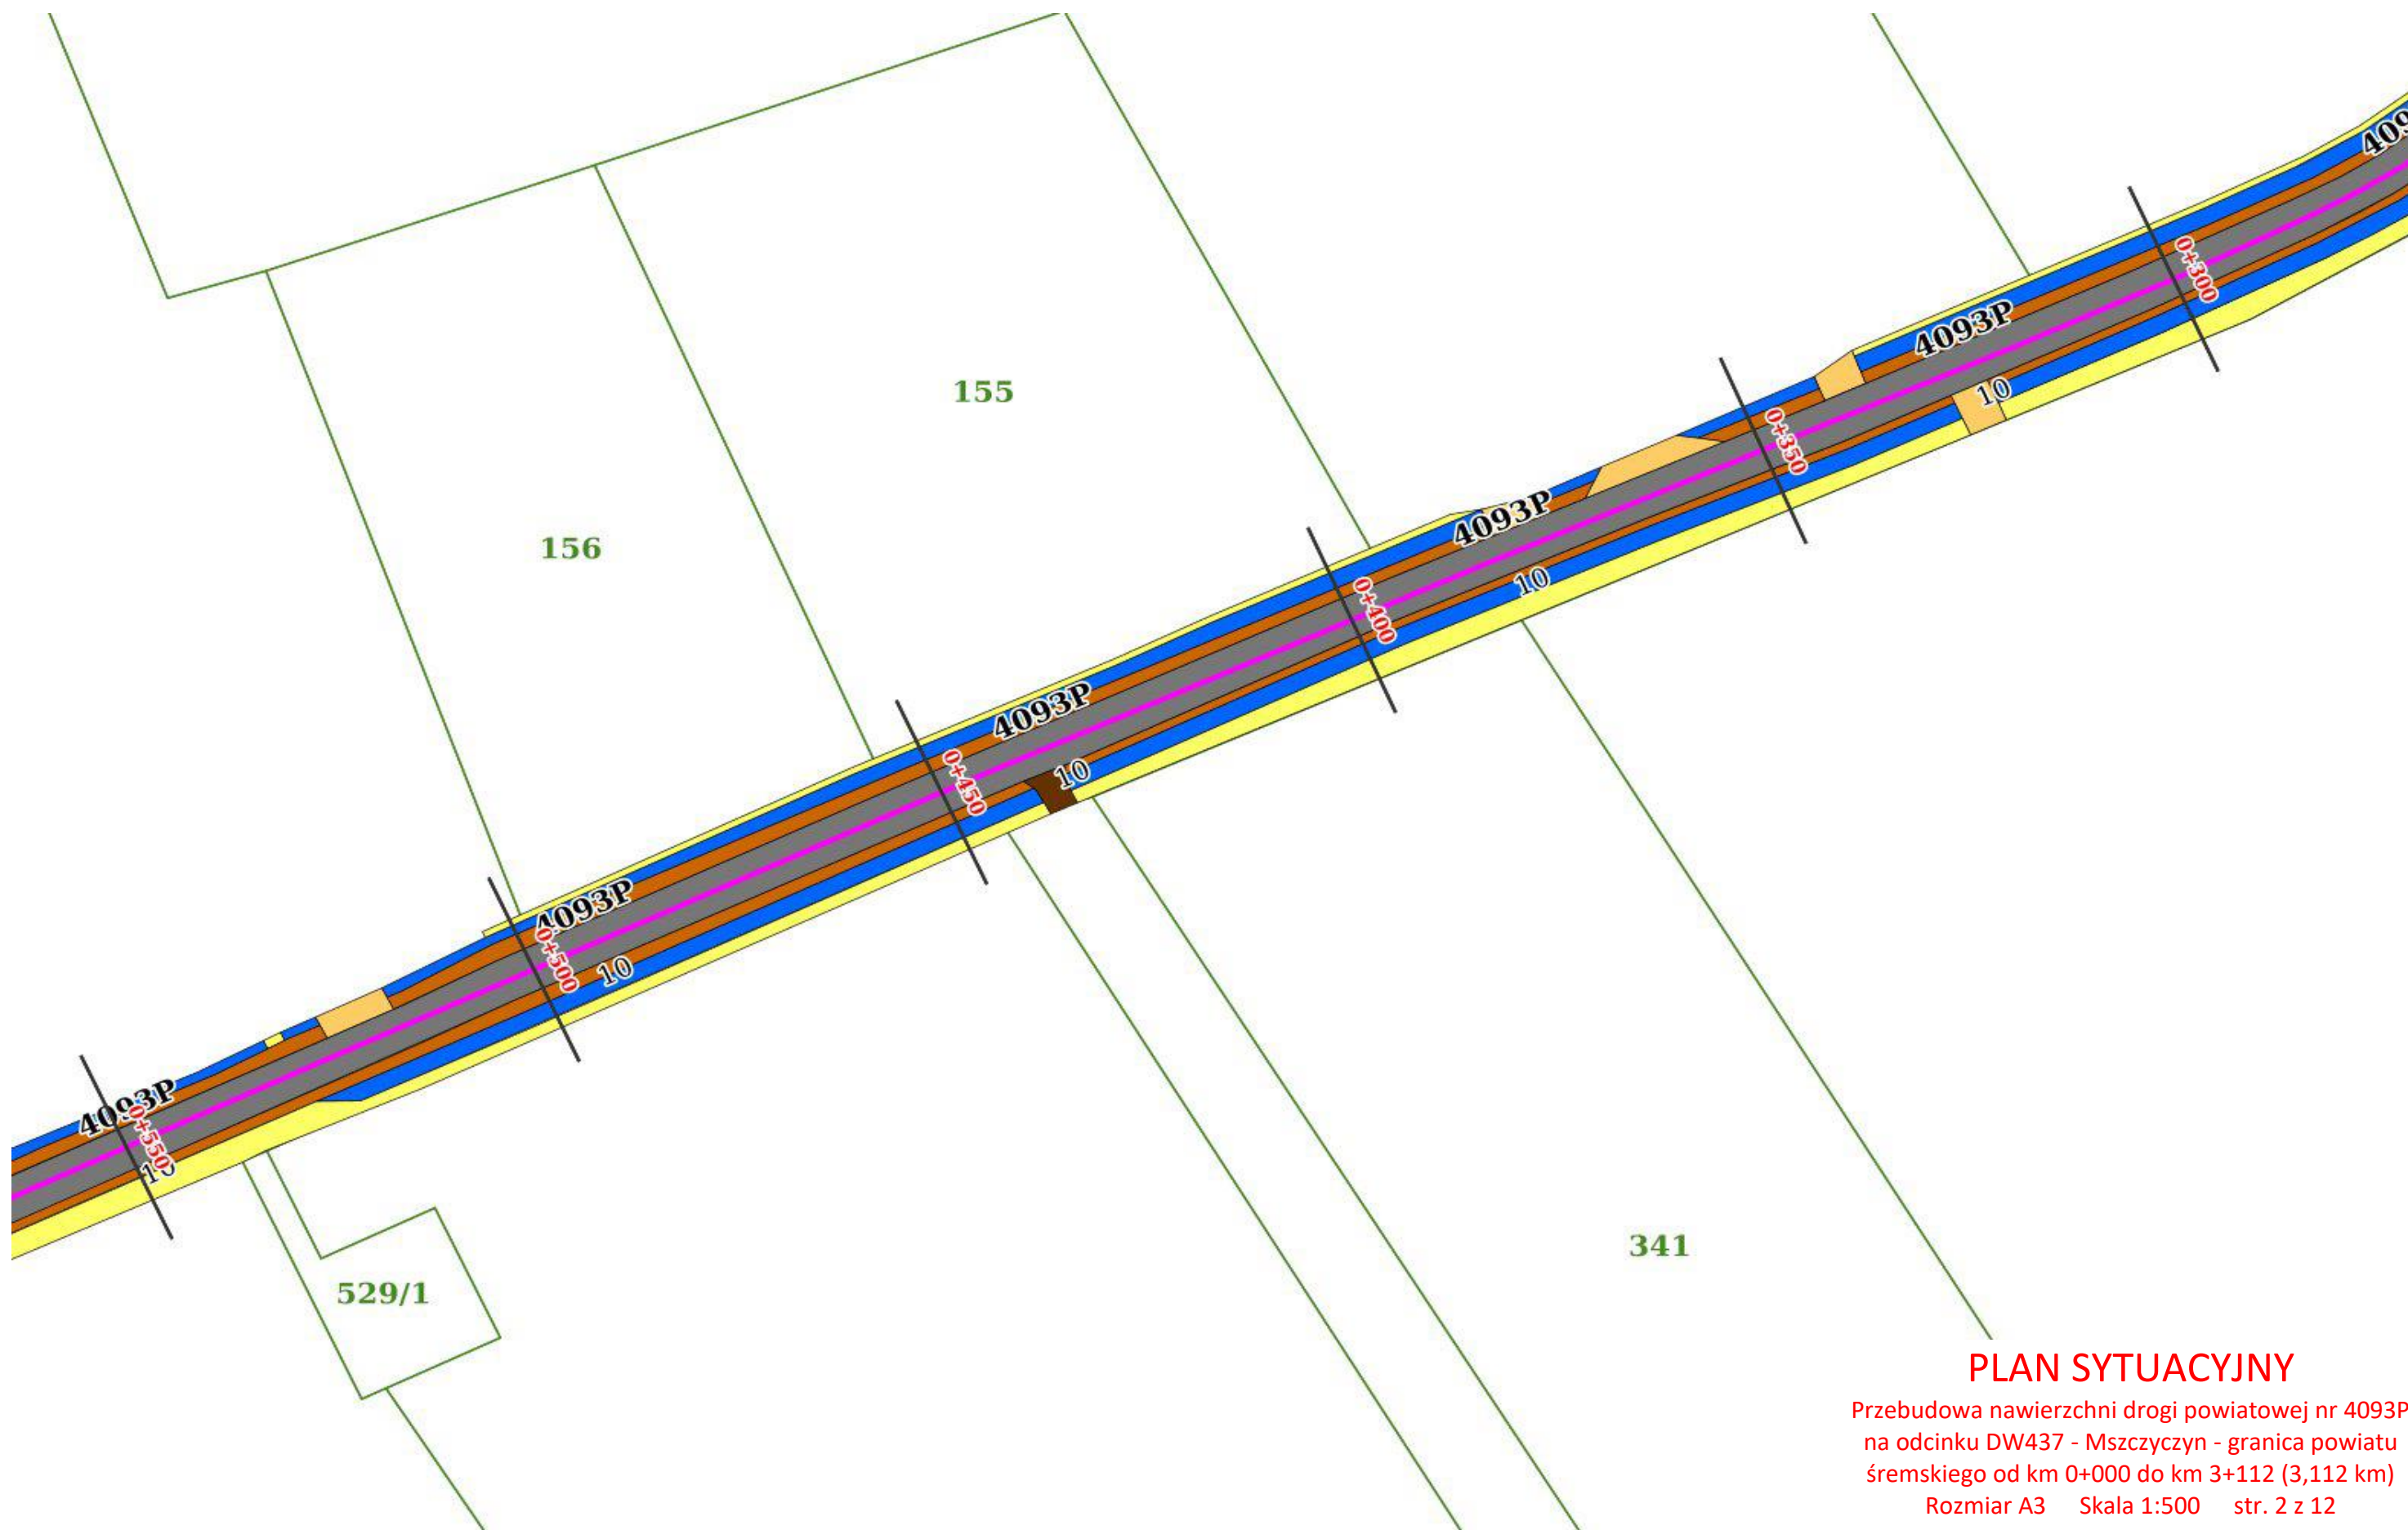 409
0+300
4093P
10
155
0+350
4093P
10
156
0+400
4093P
10
0+450
4093P
10
0+500
4093P
10
0+550
341
529/1
PLAN SYTUACYJNY
Przebudowa nawierzchni drogi powiatowej nr 4093P
na odcinku DW437 - Mszczyczyn - granica powiatu
śremskiego od km 0+000 do km 3+112 (3,112 km)
Rozmiar A3 Skala 1:500 str. 2 z 12